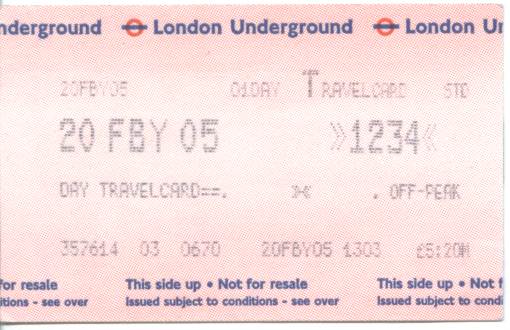 nderground London Underground London Un
20FBY05 01DAY TRAVELCARD STD
20 FBY 05 »1234«
DAY TRAVELCARD==. . OFF-PEAK
357614 03 0670 20FBY05 1303 £5:20M
for resale This side up • Not for resale This side up • Not f
itions - see over Issued subject to conditions - see over Issued subject to condi